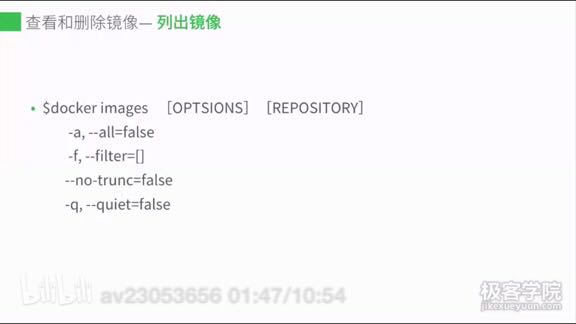 查看和删除镜像— 列出镜像
• $docker images [OPTSIONS] [REPOSITORY]
-a, --all=false
-f, --filter=[]
--no-trunc=false
-q, --quiet=false
bilibili av23053656 01:47/10:54
极客学院
jikexueyuan.com